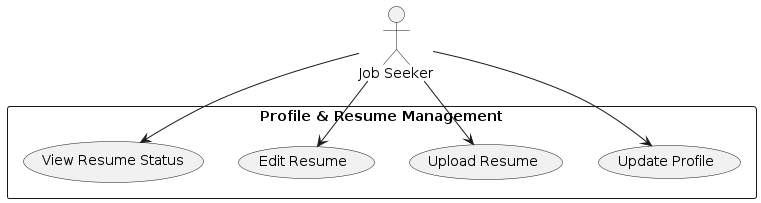 Job Seeker
Profile & Resume Management
View Resume Status
Edit Resume
Upload Resume
Update Profile